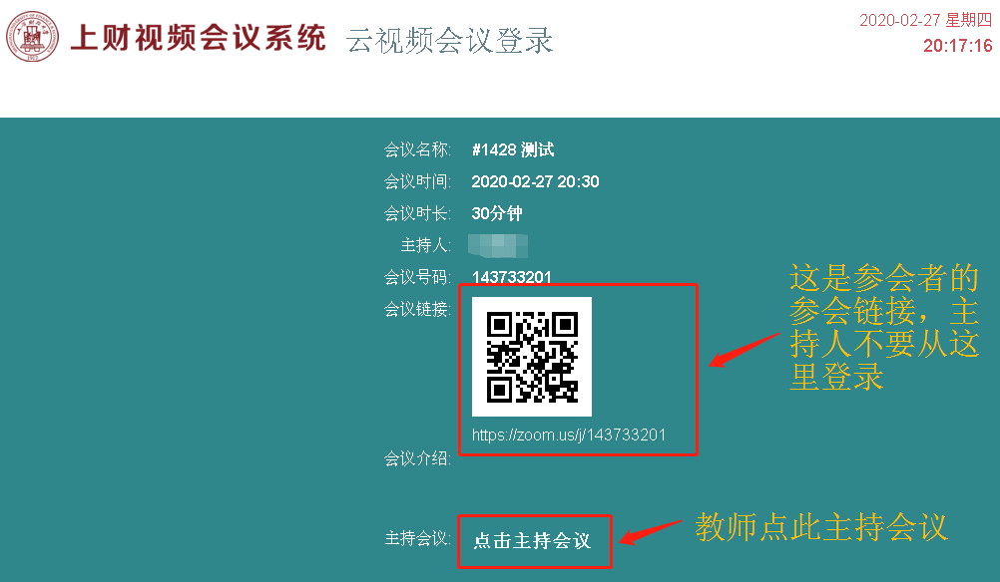 上财视频会议系统 云视频会议登录
2020-02-27 星期四
20:17:16
会议名称: #1428 测试
会议时间: 2020-02-27 20:30
会议时长: 30分钟
主持人:
会议号码: 143733201
会议链接:
https://zoom.us/j/143733201
这是参会者的
参会链接，主
持人不要从这
里登录
会议介绍:
主持会议: 点击主持会议
教师点此主持会议